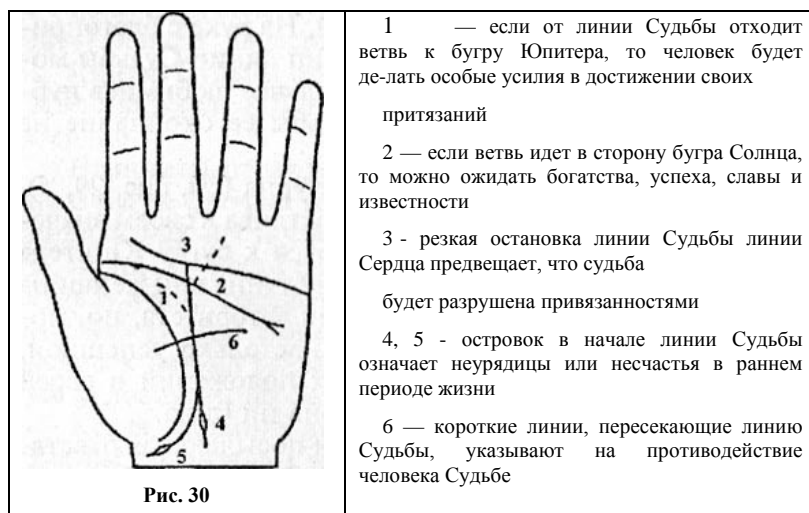 3
2
1
6
4
5
Рис. 30
1 — если от линии Судьбы отходит
ветвь к бугру Юпитера, то человек будет
де-лать особые усилия в достижении своих
притязаний
2 — если ветвь идет в сторону бугра Солнца,
то можно ожидать богатства, успеха, славы и
известности
3 - резкая остановка линии Судьбы линии
Сердца предвещает, что судьба
будет разрушена привязанностями
4, 5 - островок в начале линии Судьбы
означает неурядицы или несчастья в раннем
периоде жизни
6 — короткие линии, пересекающие линию
Судьбы, указывают на противодействие
человека Судьбе